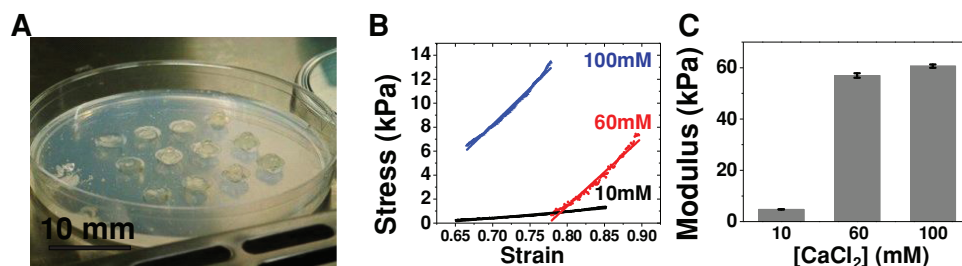 A
10 mm
B
Stress (kPa)
14
12
10
8
6
4
2
0
100mM
60mM
10mM
0.65 0.70 0.75 0.80 0.85 0.90
Strain
C
Modulus (kPa)
60
40
20
0
10 60 100
[CaCl₂] (mM)